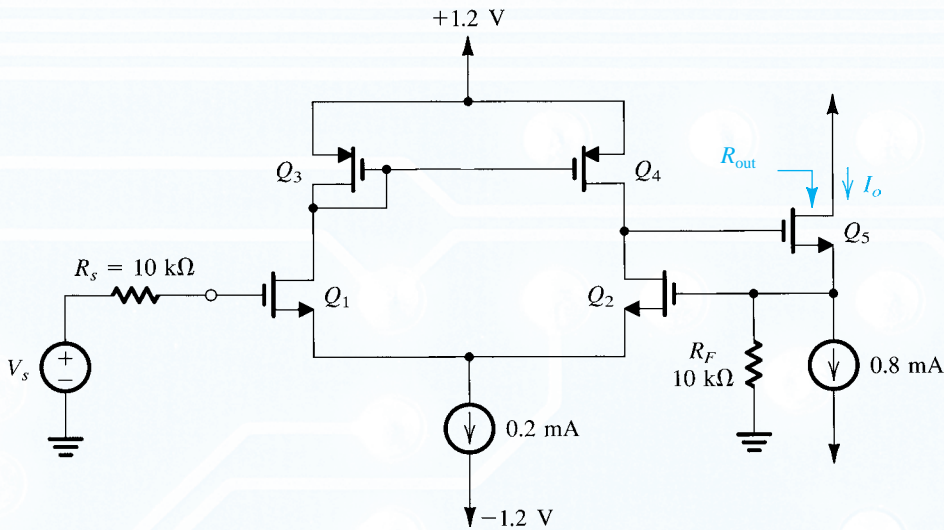 +1.2 V
Q3
Q4
Rout
Io
Q5
Rs = 10 kΩ
Q1
Q2
Vs
+
−
RF
10 kΩ
0.8 mA
0.2 mA
−1.2 V